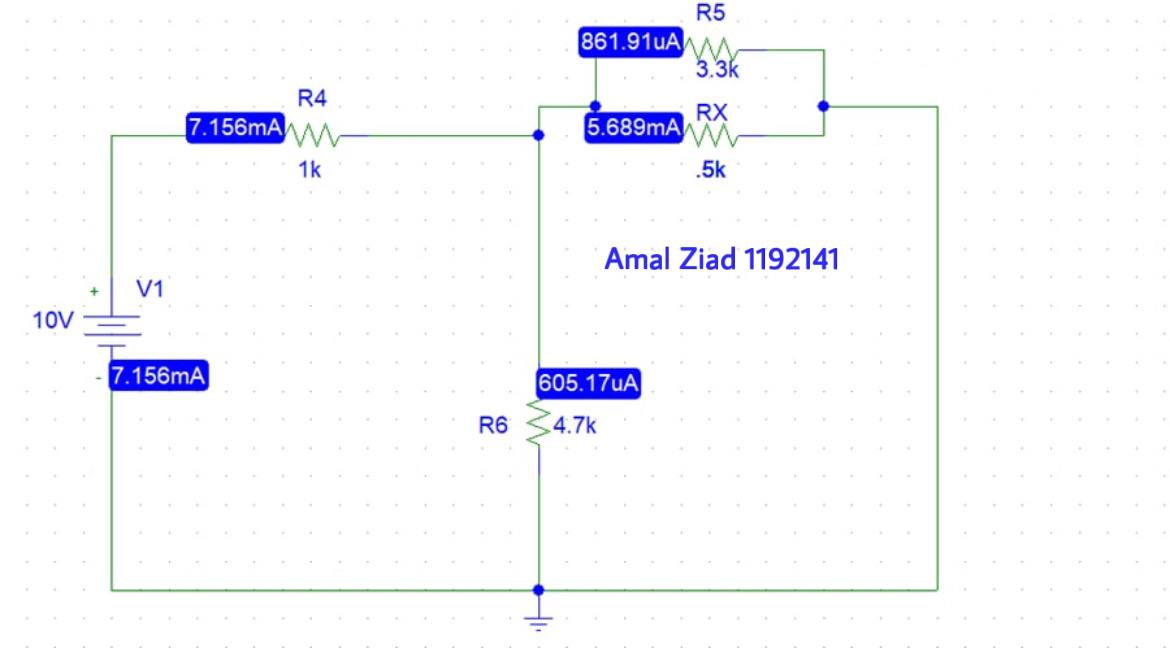 R5
861.91uA
3.3k
R4
RX
7.156mA
5.689mA
1k
.5k
Amal Ziad 1192141
+
V1
10V
-
7.156mA
605.17uA
R6
4.7k